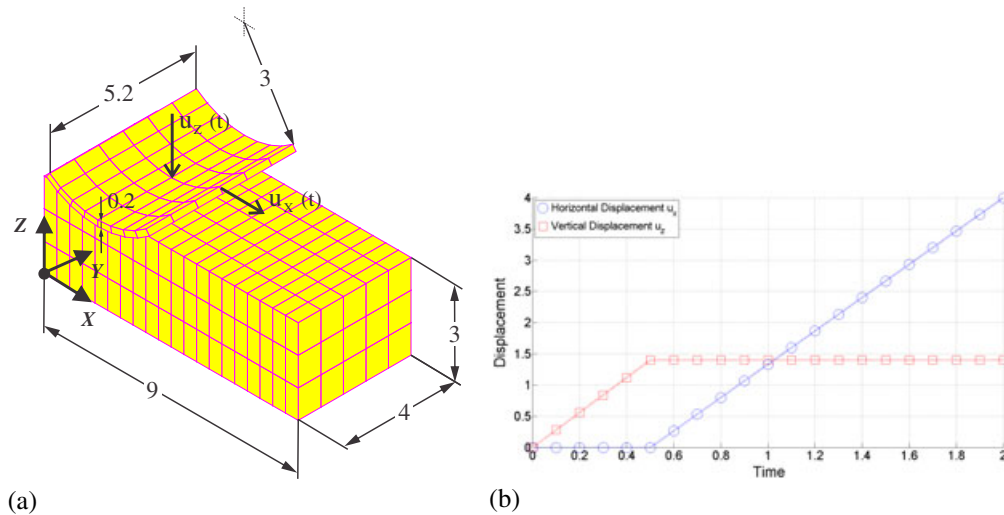 5.2
3
u_z (t)
0.2
u_x (t)
Z
Y
X
3
9
4
(a)
4
3.5
3
2.5
2
1.5
1
0.5
0
Displacement
Horizontal Displacement u_x
Vertical Displacement u_z
0 0.2 0.4 0.6 0.8 1 1.2 1.4 1.6 1.8 2
Time
(b)